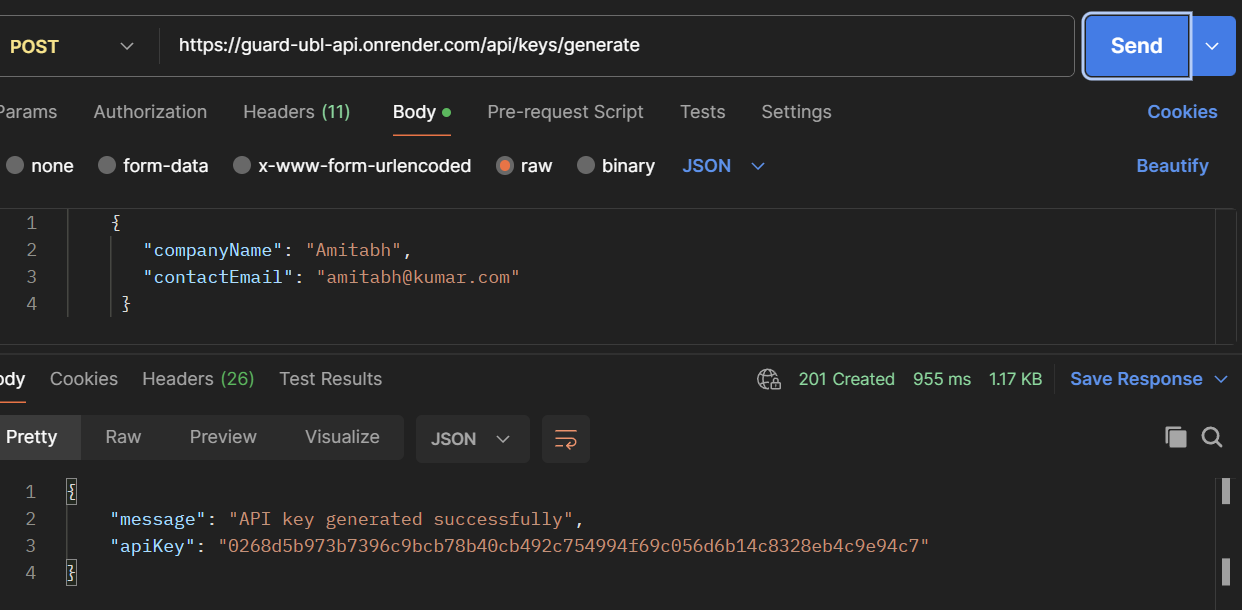 POST https://guard-ubl-api.onrender.com/api/keys/generate Send
Params Authorization Headers (11) Body Pre-request Script Tests Settings Cookies
none form-data x-www-form-urlencoded raw binary JSON Beautify
1 {
2 "companyName": "Amitabh",
3 "contactEmail": "amitabh@kumar.com"
4 }
ody Cookies Headers (26) Test Results 201 Created 955 ms 1.17 KB Save Response
Pretty Raw Preview Visualize JSON
1 {
2 "message": "API key generated successfully",
3 "apiKey": "0268d5b973b7396c9bcb78b40cb492c754994f69c056d6b14c8328eb4c9e94c7"
4 }